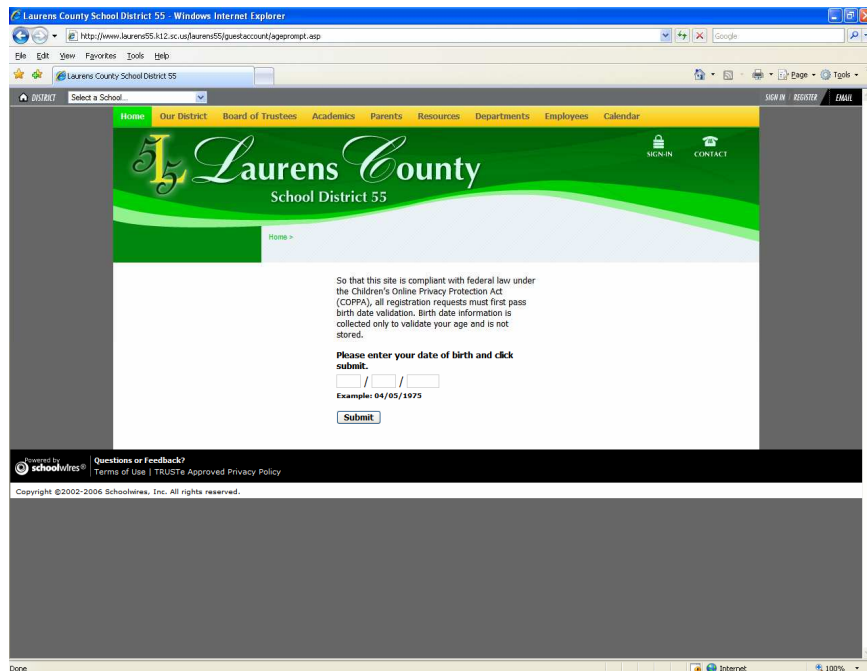 Laurens County School District 55 - Windows Internet Explorer
http://www.laurens55.k12.sc.us/laurens55/guestaccount/ageprompt.asp
Google
File Edit View Favorites Tools Help
Laurens County School District 55
Page Tools
DISTRICT Select a School... SIGN IN | REGISTER EMAIL
Home Our District Board of Trustees Academics Parents Resources Departments Employees Calendar
55 L Laurens County
School District 55
SIGN-IN CONTACT
Home >
So that this site is compliant with federal law under
the Children's Online Privacy Protection Act
(COPPA), all registration requests must first pass
birth date validation. Birth date information is
collected only to validate your age and is not
stored.
Please enter your date of birth and click
submit.
/ /
Example: 04/05/1975
Submit
Powered by
schoolwires®
Questions or Feedback?
Terms of Use | TRUSTe Approved Privacy Policy
Copyright ©2002-2006 Schoolwires, Inc. All rights reserved.
Done Internet 100%